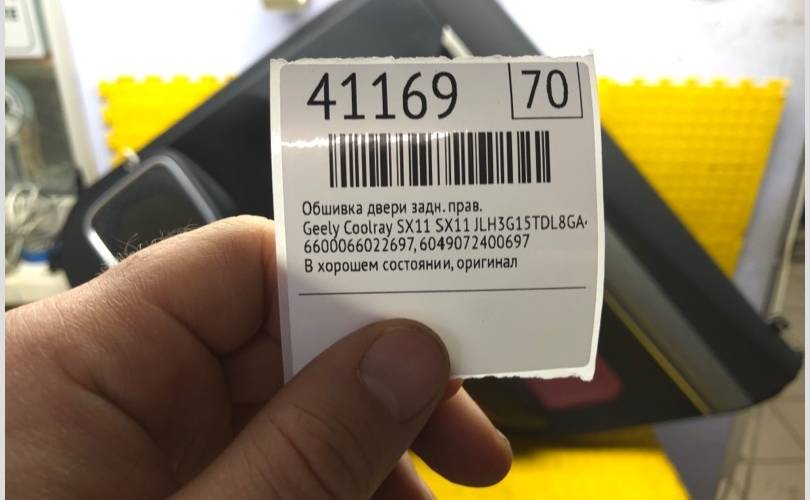 41169
70
Обшивка двери задн. прав.
Geely Coolray SX11 SX11 JLH3G15TDL8GA-
6600066022697, 6049072400697
В хорошем состоянии, оригинал